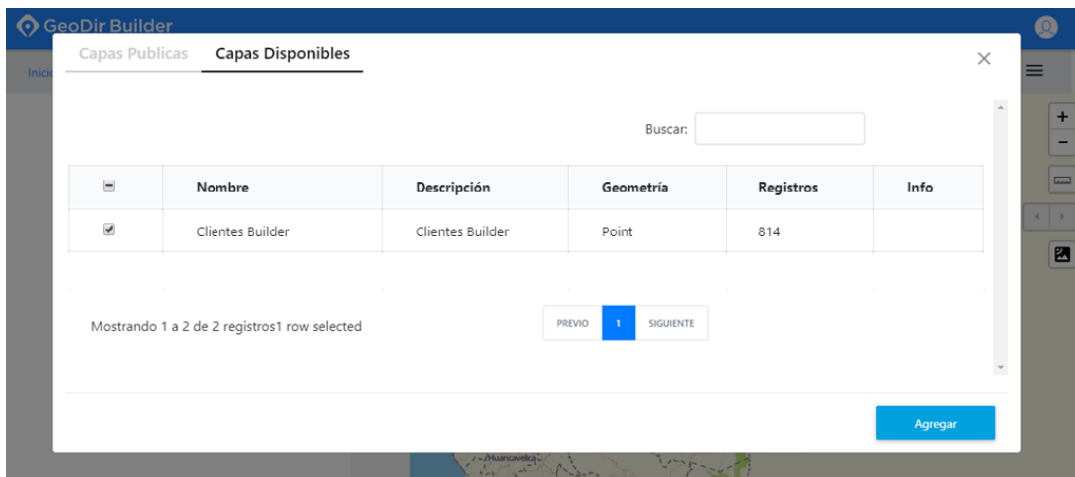 GeoDir Builder
Capas Publicas Capas Disponibles
Inicio
Buscar:
Nombre Descripción Geometría Registros Info
Clientes Builder Clientes Builder Point 814
Mostrando 1 a 2 de 2 registros1 row selected
PREVIO 1 SIGUIENTE
Agregar
Huancavelica